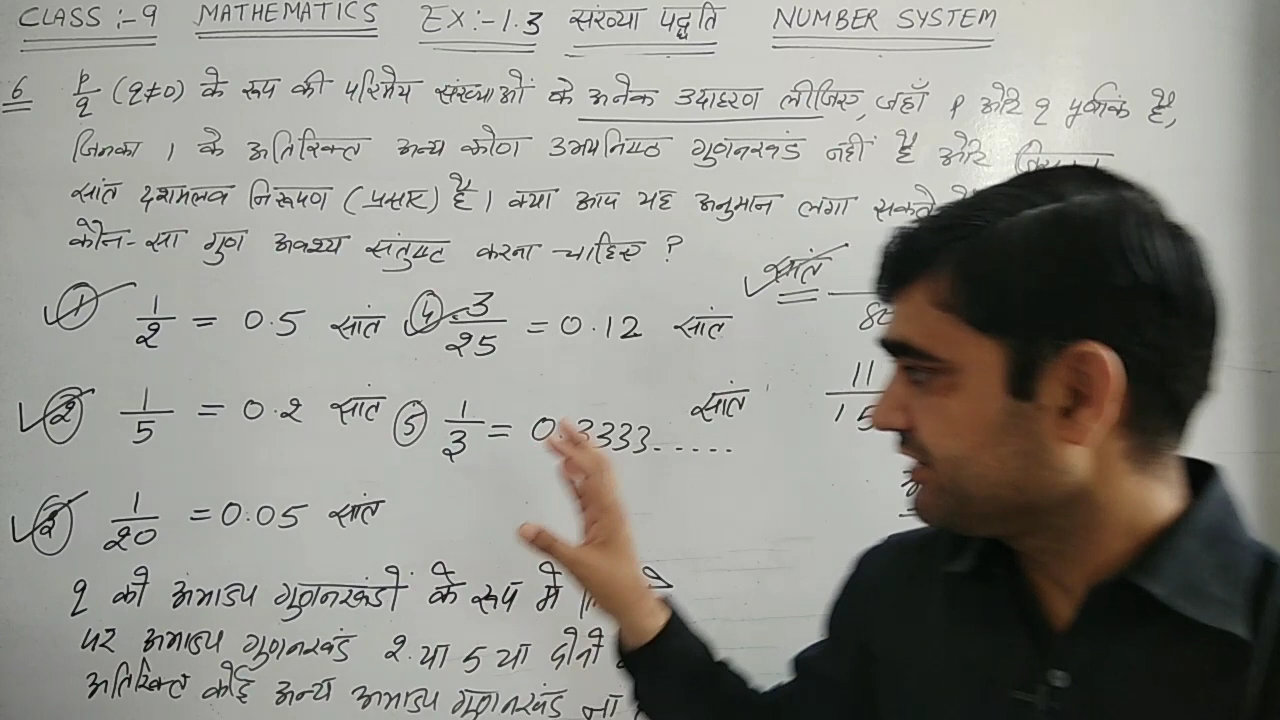 CLASS :- 9 MATHEMATICS EX:- 1.3 संख्या पद्धति NUMBER SYSTEM
6 p/q (q≠0) के रूप की परिमेय संख्याओं के अनेक उदाहरण लीजिए, जहाँ p और q पूर्णांक हैं,
जिनका 1 के अतिरिक्त अन्य कोई उभयनिष्ठ गुणनखंड नहीं है और
सांत दशमलव निरूपण (प्रसार) है। क्या आप यह अनुमान लगा सकते
कौन-सा गुण अवश्य संतुष्ट करना चाहिए ?
① 1/2 = 0.5 सांत ④ 3/25 = 0.12 सांत सांत 80
② 1/5 = 0.2 सांत ⑤ 1/3 = 0.3333..... सांत 11/15
1/20 = 0.05 सांत
q को अभाज्य गुणनखंडों के रूप में
पर अभाज्य गुणनखंड 2 या 5 या दोनों
अतिरिक्त कोई अन्य अभाज्य गुणनखंड ना